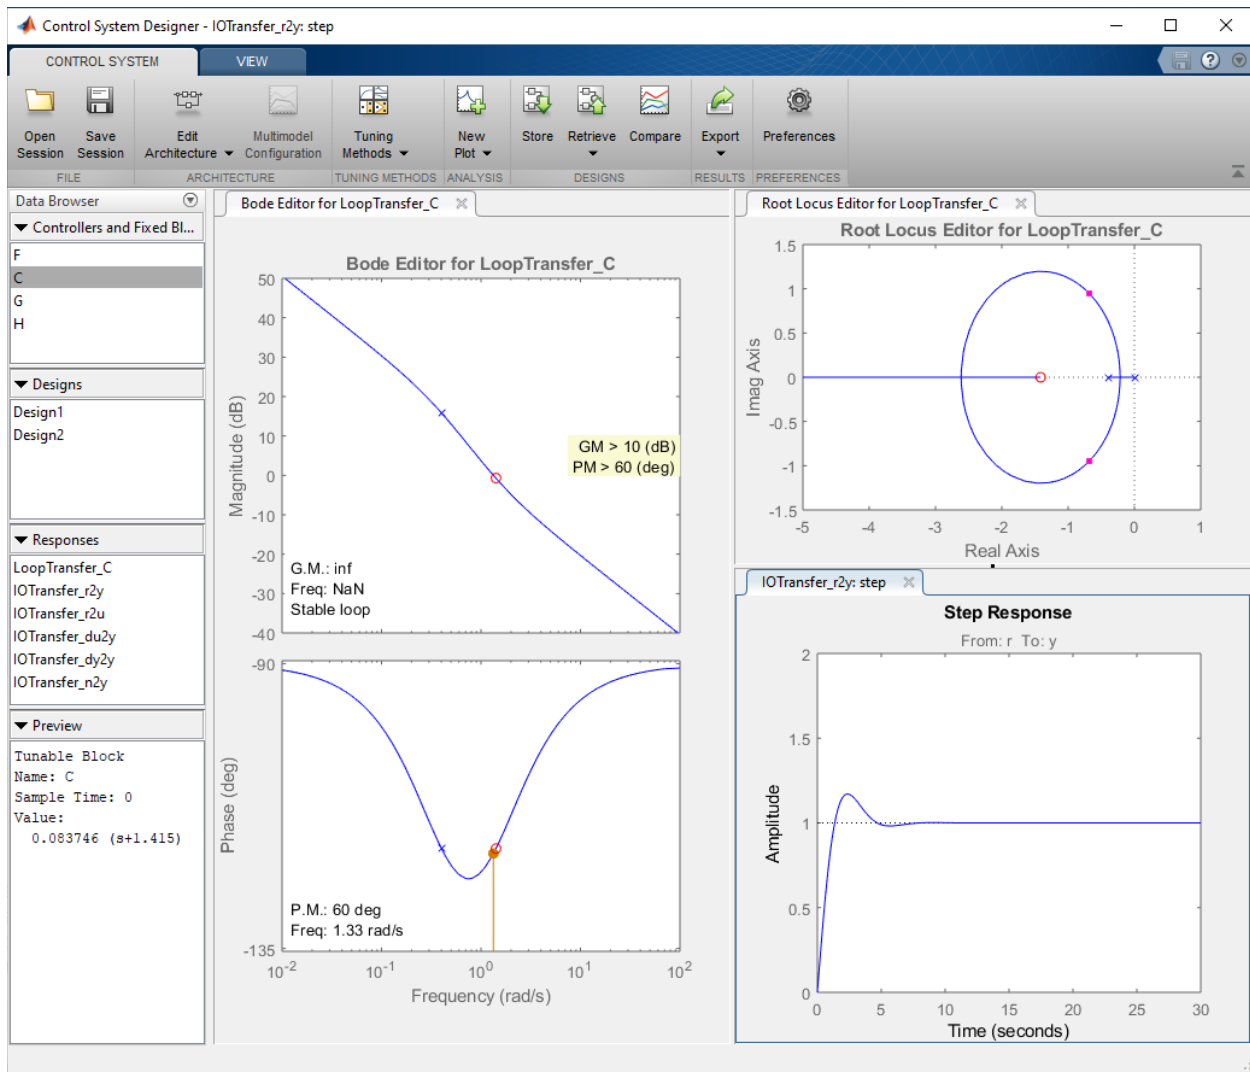 Control System Designer - IOTransfer_r2y: step
CONTROL SYSTEM
VIEW
Open Session
Save Session
Edit Architecture
Multimodel Configuration
Tuning Methods
New Plot
Store
Retrieve
Compare
Export
Preferences
FILE
ARCHITECTURE
TUNING METHODS
ANALYSIS
DESIGNS
RESULTS
PREFERENCES
Data Browser
Controllers and Fixed Bl...
F
C
G
H
Designs
Design1
Design2
Responses
LoopTransfer_C
IOTransfer_r2y
IOTransfer_r2u
IOTransfer_du2y
IOTransfer_dy2y
IOTransfer_n2y
Preview
Tunable Block
Name: C
Sample Time: 0
Value:
0.083746 (s+1.415)
Bode Editor for LoopTransfer_C
Bode Editor for LoopTransfer_C
Magnitude (dB)
50
40
30
20
10
0
-10
-20
-30
-40
GM > 10 (dB)
PM > 60 (deg)
G.M.: inf
Freq: NaN
Stable loop
Phase (deg)
-90
-135
P.M.: 60 deg
Freq: 1.33 rad/s
10^-2 10^-1 10^0 10^1 10^2
Frequency (rad/s)
Root Locus Editor for LoopTransfer_C
Root Locus Editor for LoopTransfer_C
Imag Axis
1.5
1
0.5
0
-0.5
-1
-1.5
-5 -4 -3 -2 -1 0 1
Real Axis
IOTransfer_r2y: step
Step Response
From: r To: y
Amplitude
2
1.5
1
0.5
0
0 5 10 15 20 25 30
Time (seconds)